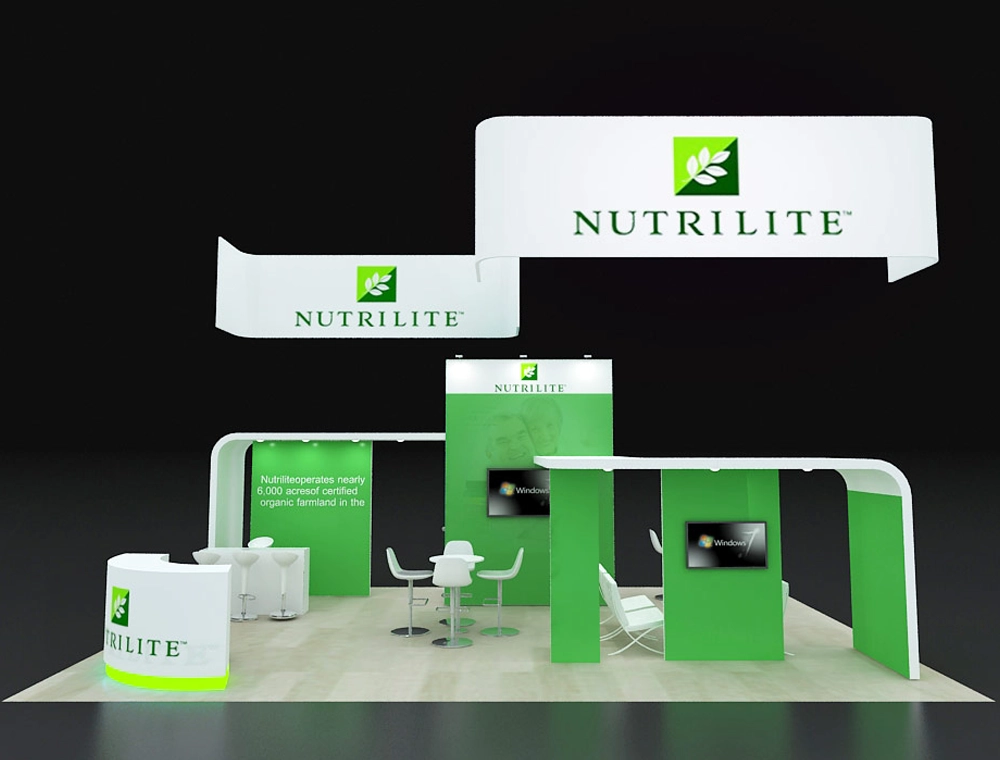 NUTRILITE™
NUTRILITE™
NUTRILITE
Nutriliteoperates nearly
6,000 acresof certified
organic farmland in the
Windows
Windows 7
TRILITE™